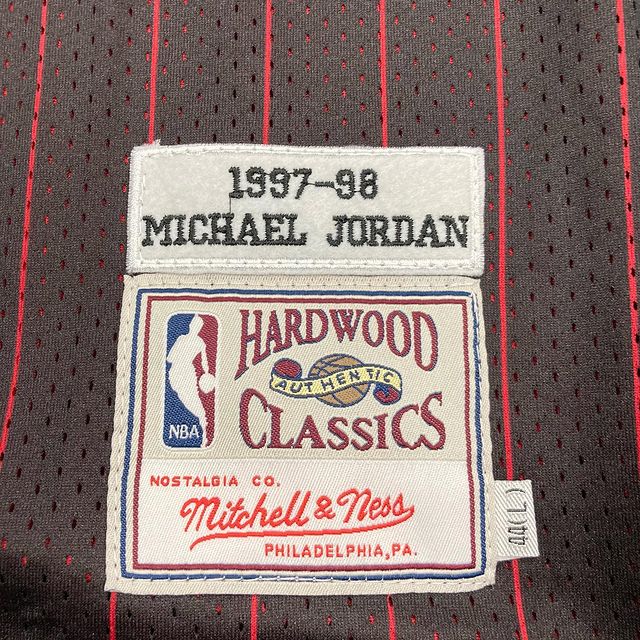 1997-98
MICHAEL JORDAN
HARDWOOD
AUTHENTIC
CLASSICS
NBA
NOSTALGIA CO.
Mitchell & Ness
PHILADELPHIA, PA.
44(L)